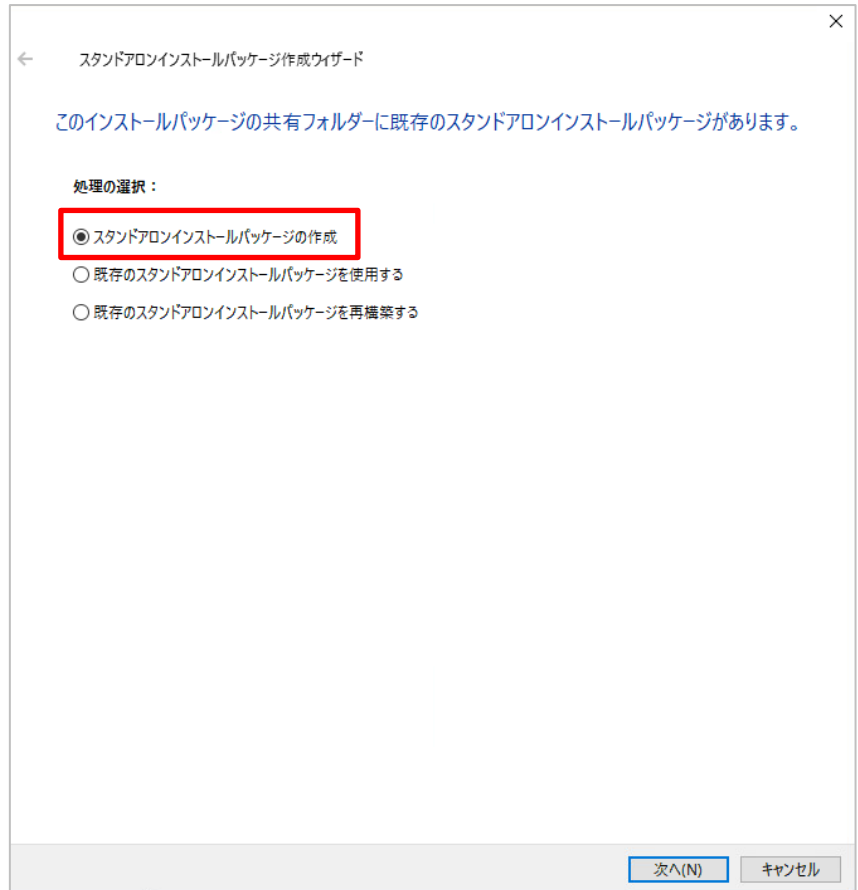 スタンドアロンインストールパッケージ作成ウィザード
このインストールパッケージの共有フォルダーに既存のスタンドアロンインストールパッケージがあります。
処理の選択：
スタンドアロンインストールパッケージの作成
既存のスタンドアロンインストールパッケージを使用する
既存のスタンドアロンインストールパッケージを再構築する
次へ(N)
キャンセル